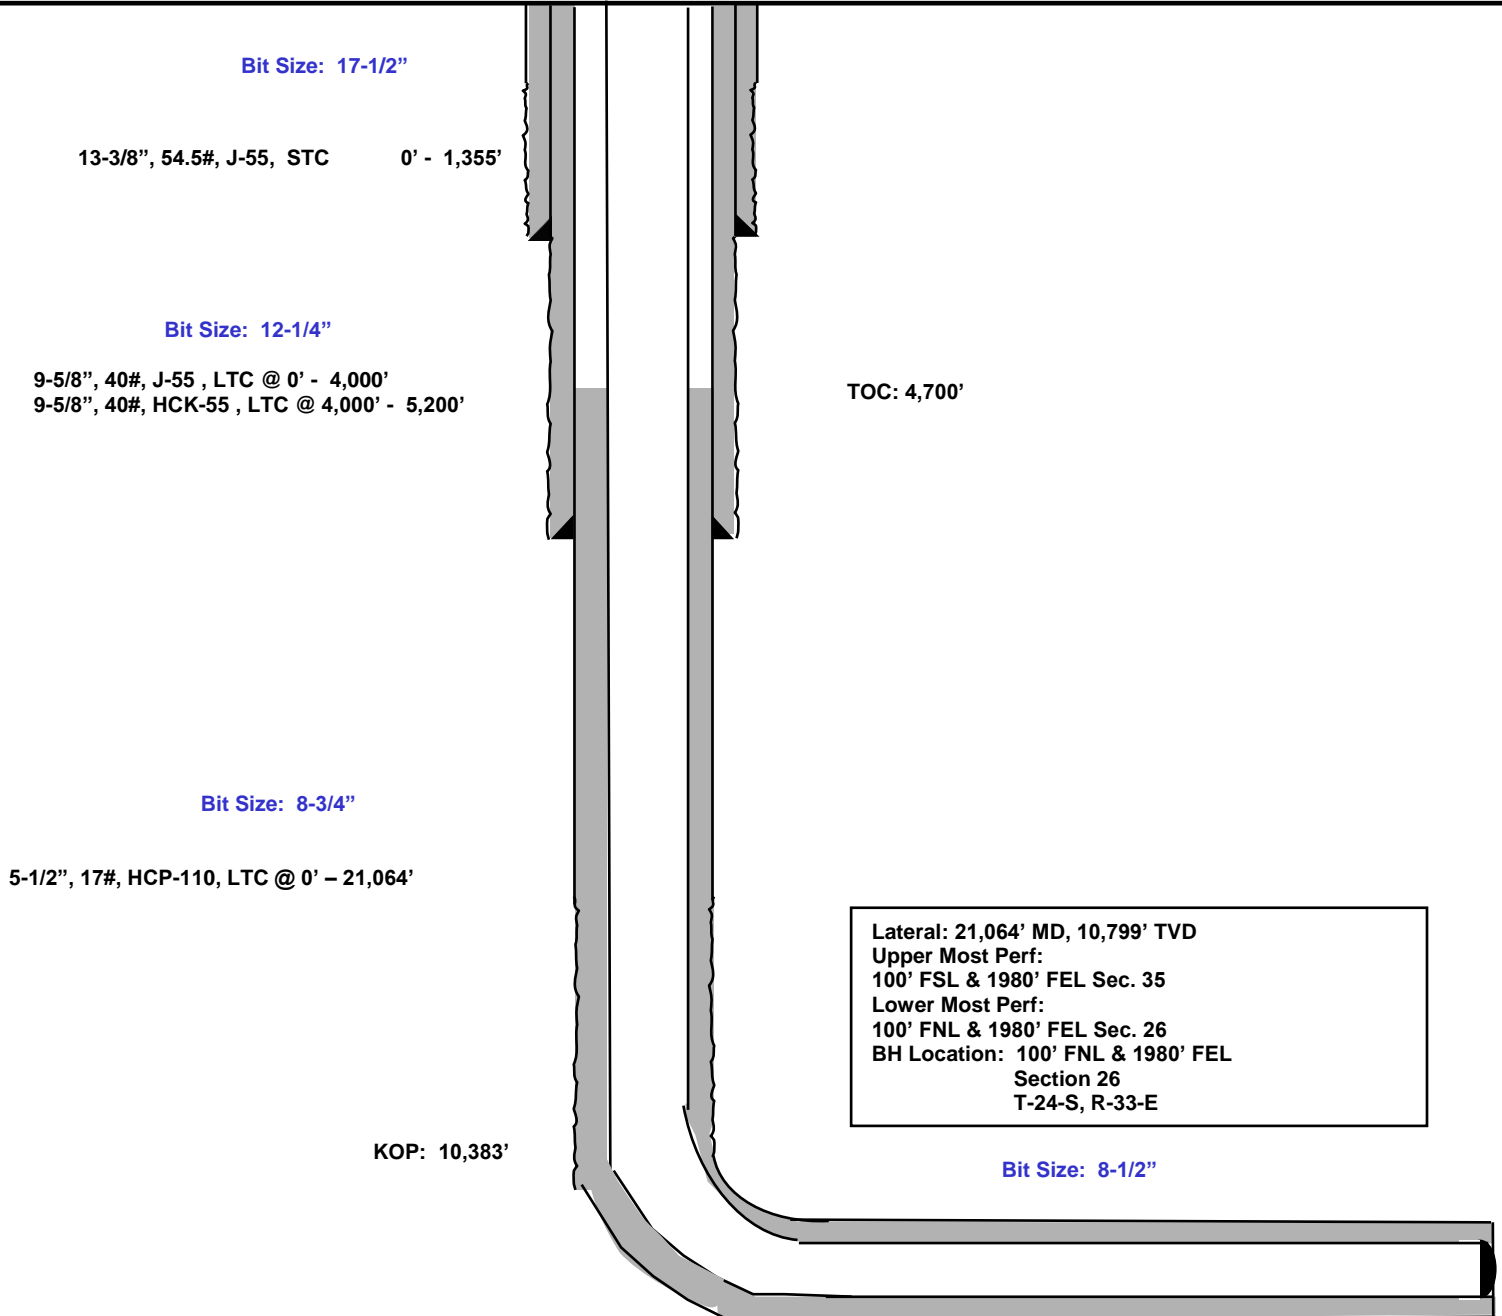 Bit Size: 17-1/2”
13-3/8”, 54.5#, J-55, STC 0’ - 1,355’
Bit Size: 12-1/4”
9-5/8”, 40#, J-55 , LTC @ 0’ - 4,000’
9-5/8”, 40#, HCK-55 , LTC @ 4,000’ - 5,200’
TOC: 4,700’
Bit Size: 8-3/4”
5-1/2”, 17#, HCP-110, LTC @ 0’ – 21,064’
Lateral: 21,064’ MD, 10,799’ TVD
Upper Most Perf:
100’ FSL & 1980’ FEL Sec. 35
Lower Most Perf:
100’ FNL & 1980’ FEL Sec. 26
BH Location: 100’ FNL & 1980’ FEL
Section 26
T-24-S, R-33-E
KOP: 10,383’
Bit Size: 8-1/2”